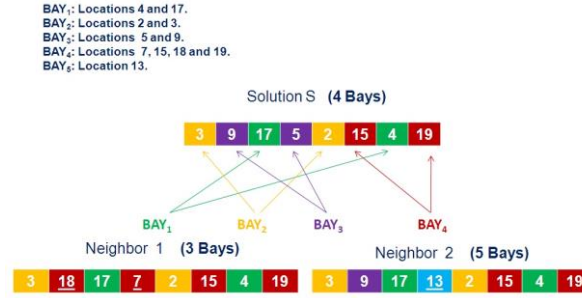 BAY₁: Locations 4 and 17.
BAY₂: Locations 2 and 3.
BAY₃: Locations 5 and 9.
BAY₄: Locations 7, 15, 18 and 19.
BAY₅: Location 13.
Solution S (4 Bays)
3 9 17 5 2 15 4 19
BAY₁ BAY₂ BAY₃ BAY₄
Neighbor 1 (3 Bays) Neighbor 2 (5 Bays)
3 18 17 7 2 15 4 19 3 9 17 13 2 15 4 19